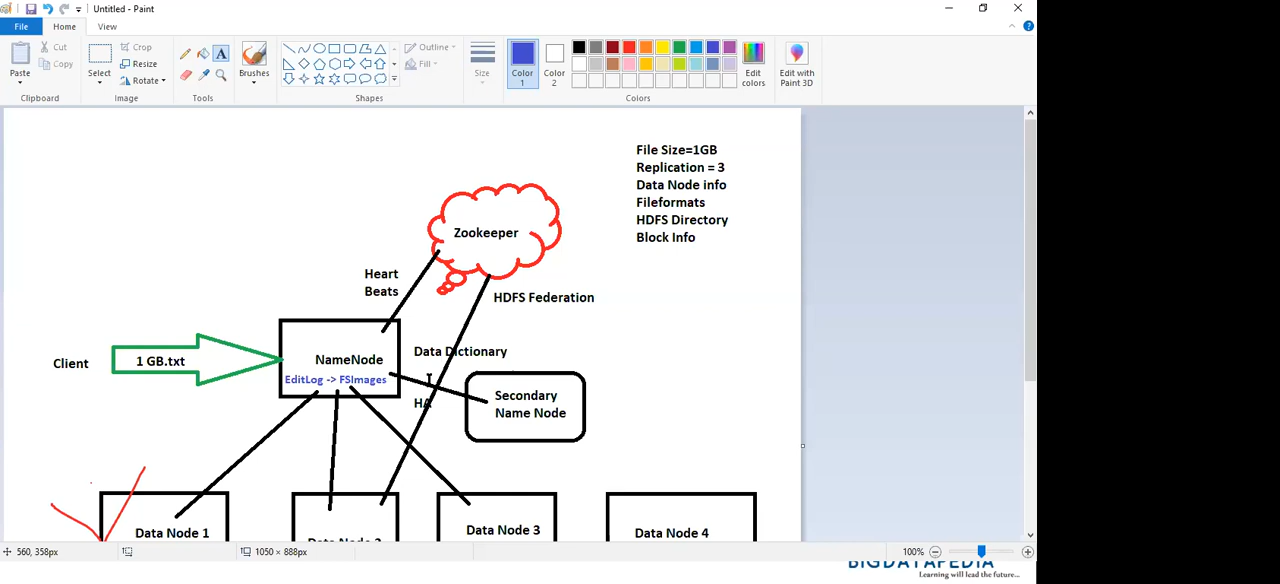 Untitled - Paint
File
Home
View
Cut
Copy
Paste
Clipboard
Crop
Resize
Rotate
Select
Image
Tools
Brushes
Outline
Fill
Shapes
Size
Color
1
Color
2
Edit
colors
Edit with
Paint 3D
Colors
File Size=1GB
Replication = 3
Data Node info
Fileformats
HDFS Directory
Block Info
Zookeeper
Heart
Beats
HDFS Federation
Client
1 GB.txt
NameNode
EditLog -> FSImages
Data Dictionary
HA
Secondary
Name Node
Data Node 1
Data Node 2
Data Node 3
Data Node 4
560, 358px
1050 × 888px
100%
BIGDATAPEDIA
Learning will lead the future...